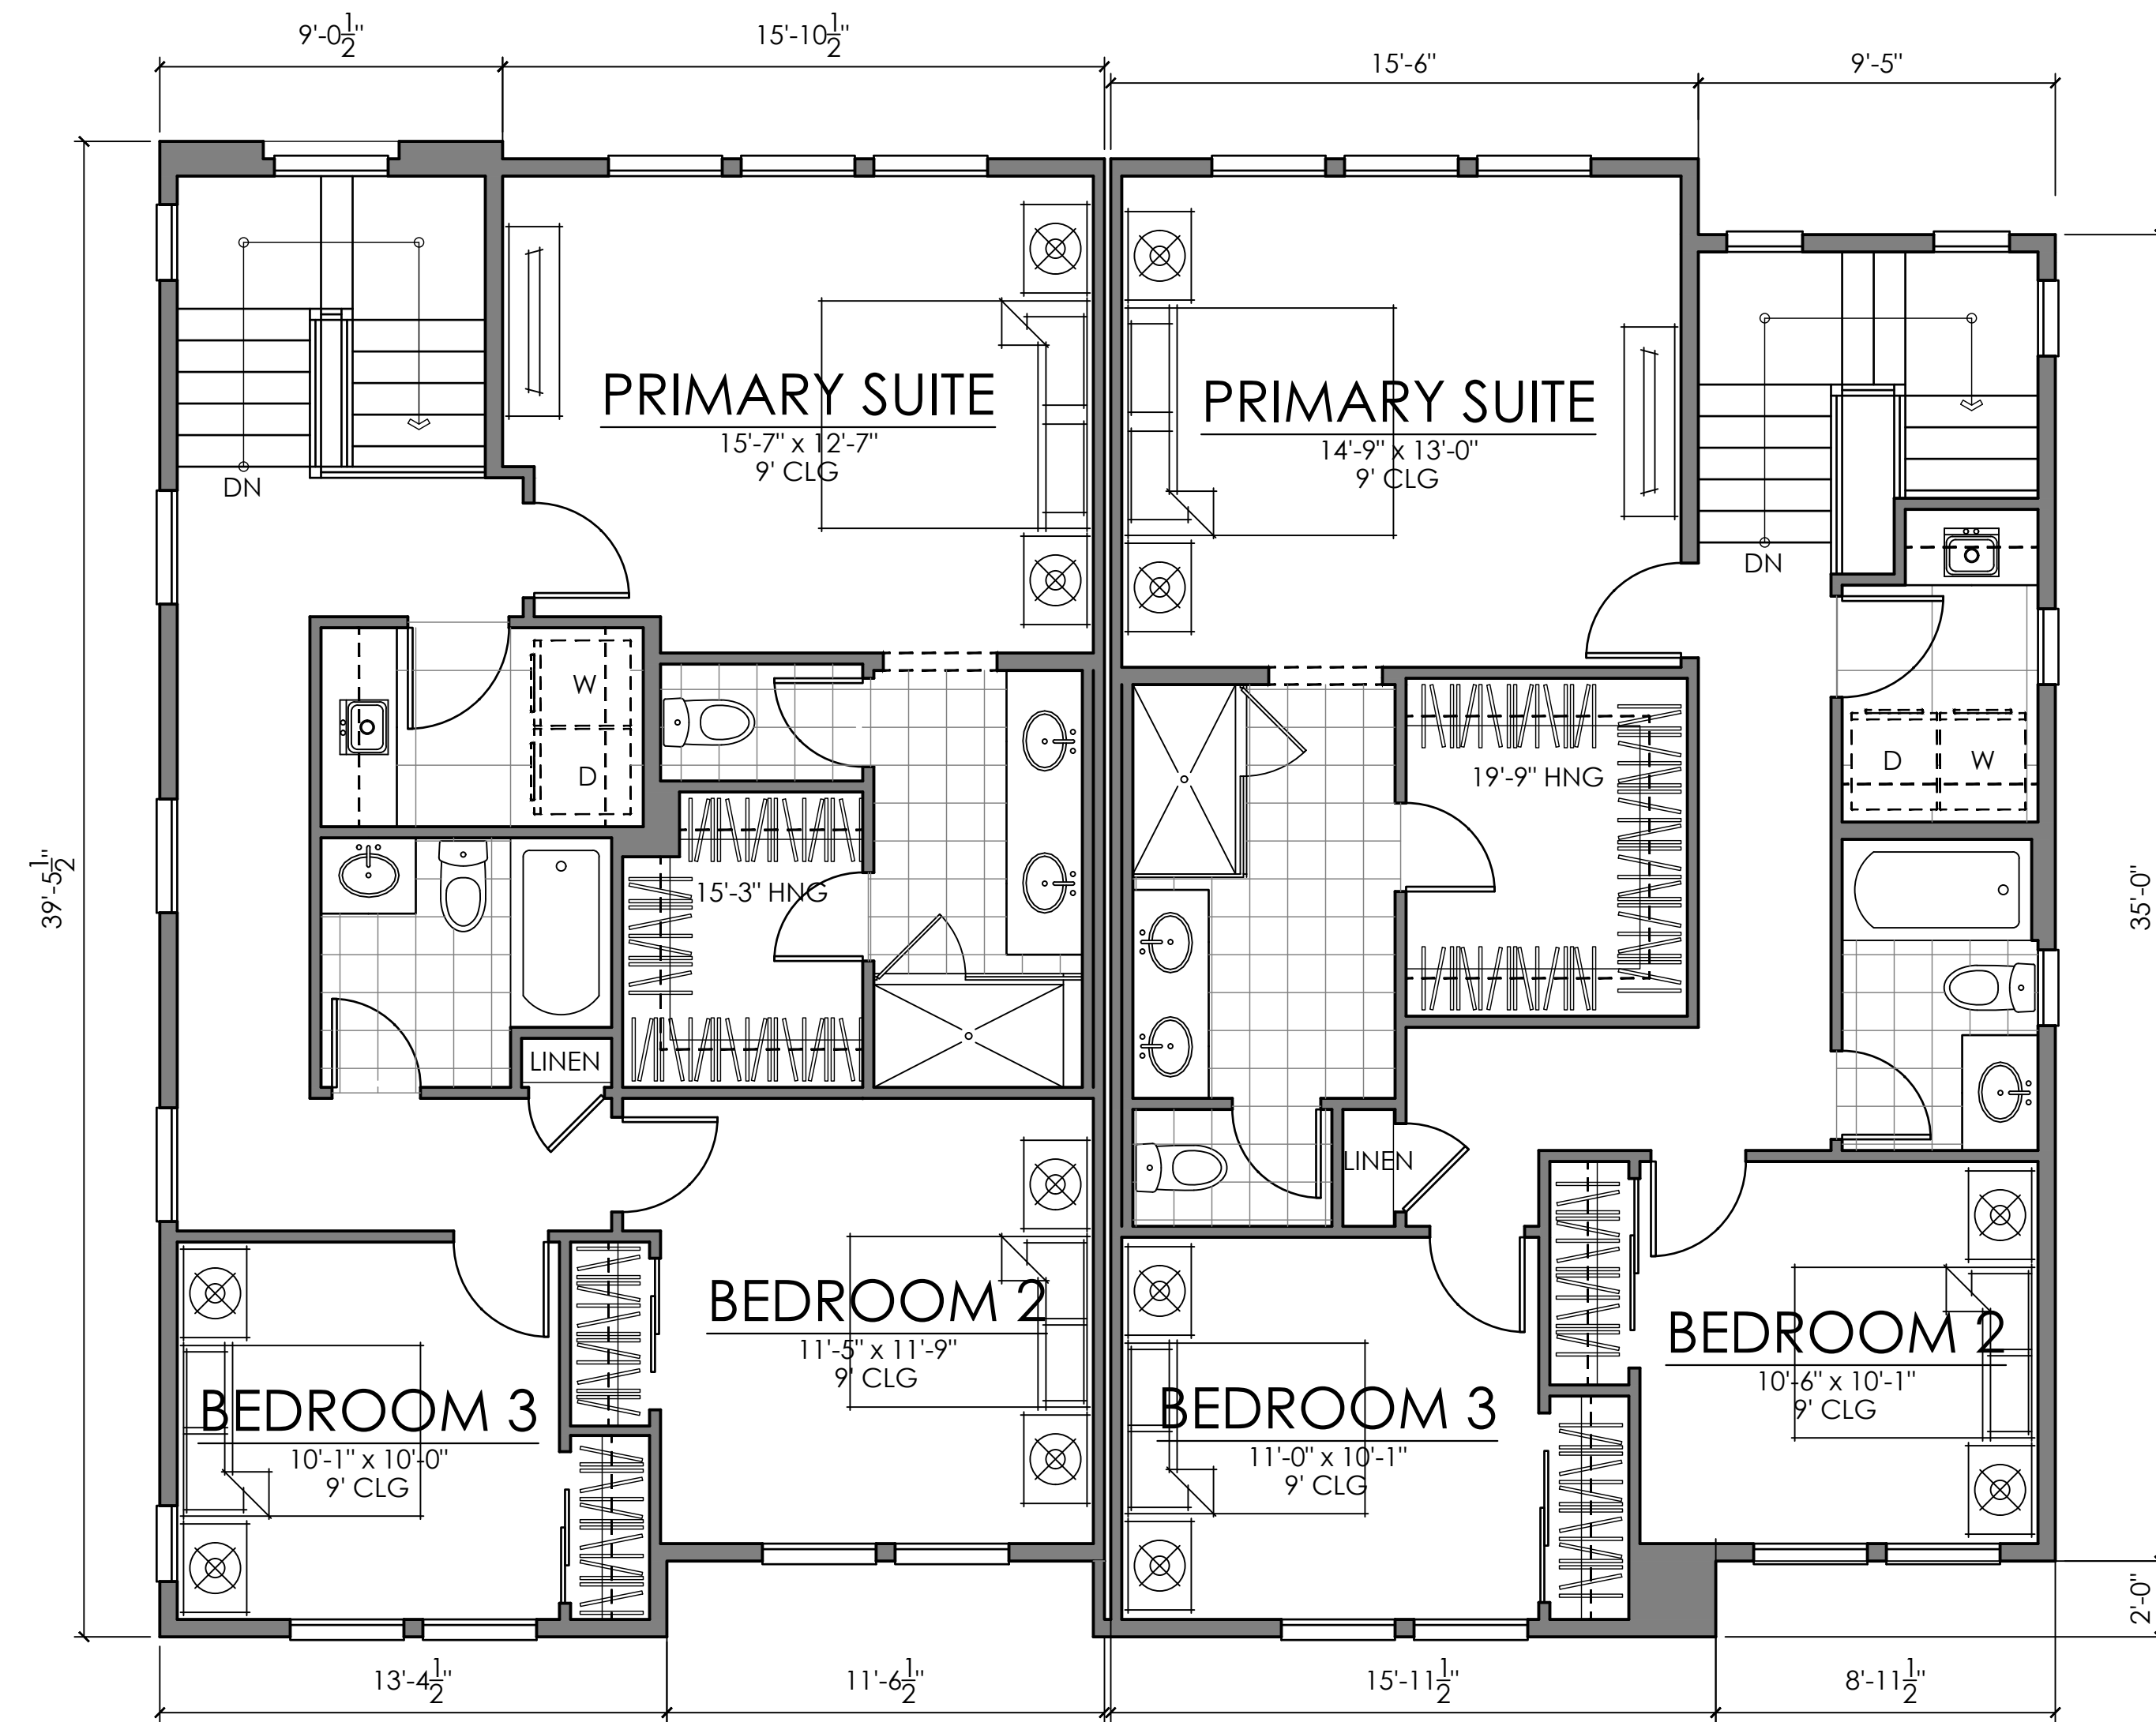 9'-0 1/2"
15'-10 1/2"
15'-6"
9'-5"
PRIMARY SUITE
15'-7" x 12'-7"
9' CLG
PRIMARY SUITE
14'-9" x 13'-0"
9' CLG
DN
DN
W
D
19'-9" HNG
D
W
39'-5 1/2"
15'-3" HNG
35'-0"
LINEN
LINEN
BEDROOM 2
11'-5" x 11'-9"
9' CLG
BEDROOM 2
10'-6" x 10'-1"
9' CLG
BEDROOM 3
10'-1" x 10'-0"
9' CLG
BEDROOM 3
11'-0" x 10'-1"
9' CLG
2'-0"
13'-4 1/2"
11'-6 1/2"
15'-11 1/2"
8'-11 1/2"